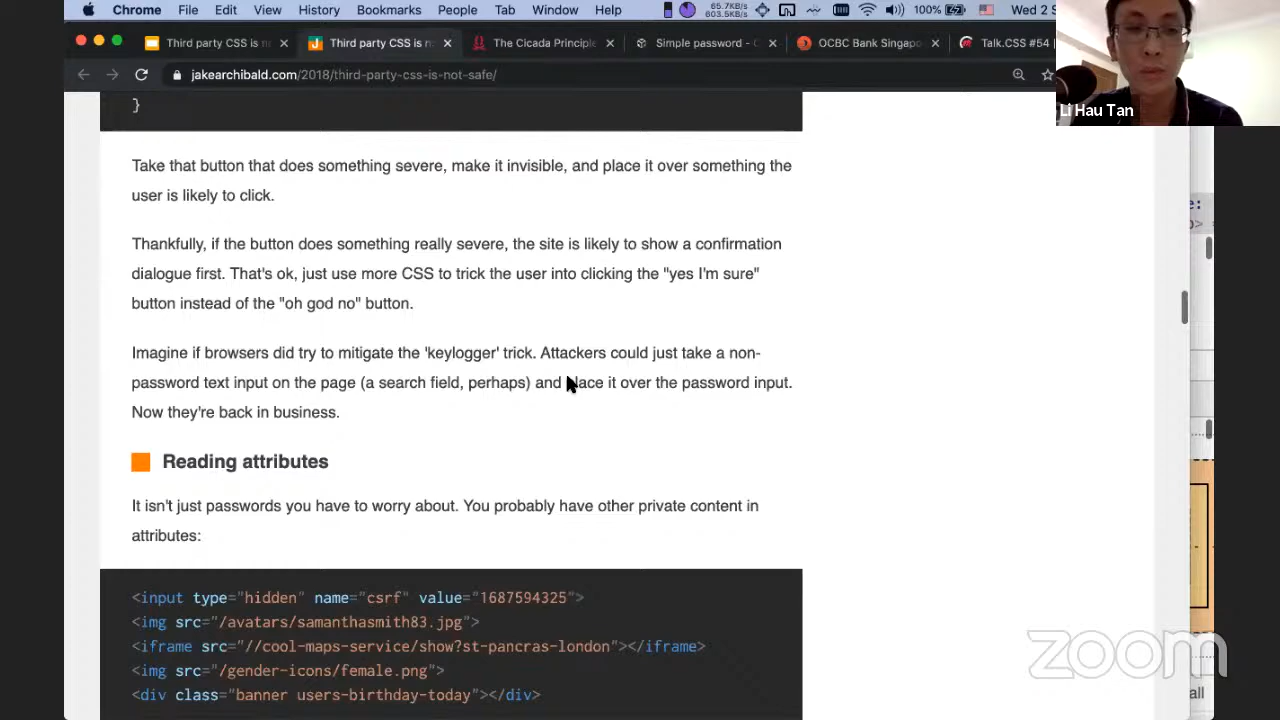 Chrome File Edit View History Bookmarks People Tab Window Help 65.7KB 603.5KB 100% Wed 2 S
Third party CSS is n Third party CSS is n The Cicada Principle Simple password - C OCBC Bank Singapo Talk.CSS #54
jakearchibald.com/2018/third-party-css-is-not-safe/
Li Hau Tan
}
Take that button that does something severe, make it invisible, and place it over something the
user is likely to click.
Thankfully, if the button does something really severe, the site is likely to show a confirmation
dialogue first. That's ok, just use more CSS to trick the user into clicking the "yes I'm sure"
button instead of the "oh god no" button.
Imagine if browsers did try to mitigate the 'keylogger' trick. Attackers could just take a non-
password text input on the page (a search field, perhaps) and place it over the password input.
Now they're back in business.
Reading attributes
It isn't just passwords you have to worry about. You probably have other private content in
attributes:
<input type="hidden" name="csrf" value="1687594325">
<img src="/avatars/samanthasmith83.jpg">
<iframe src="//cool-maps-service/show?st-pancras-london"></iframe>
<img src="/gender-icons/female.png">
<div class="banner users-birthday-today"></div>
zoom
all